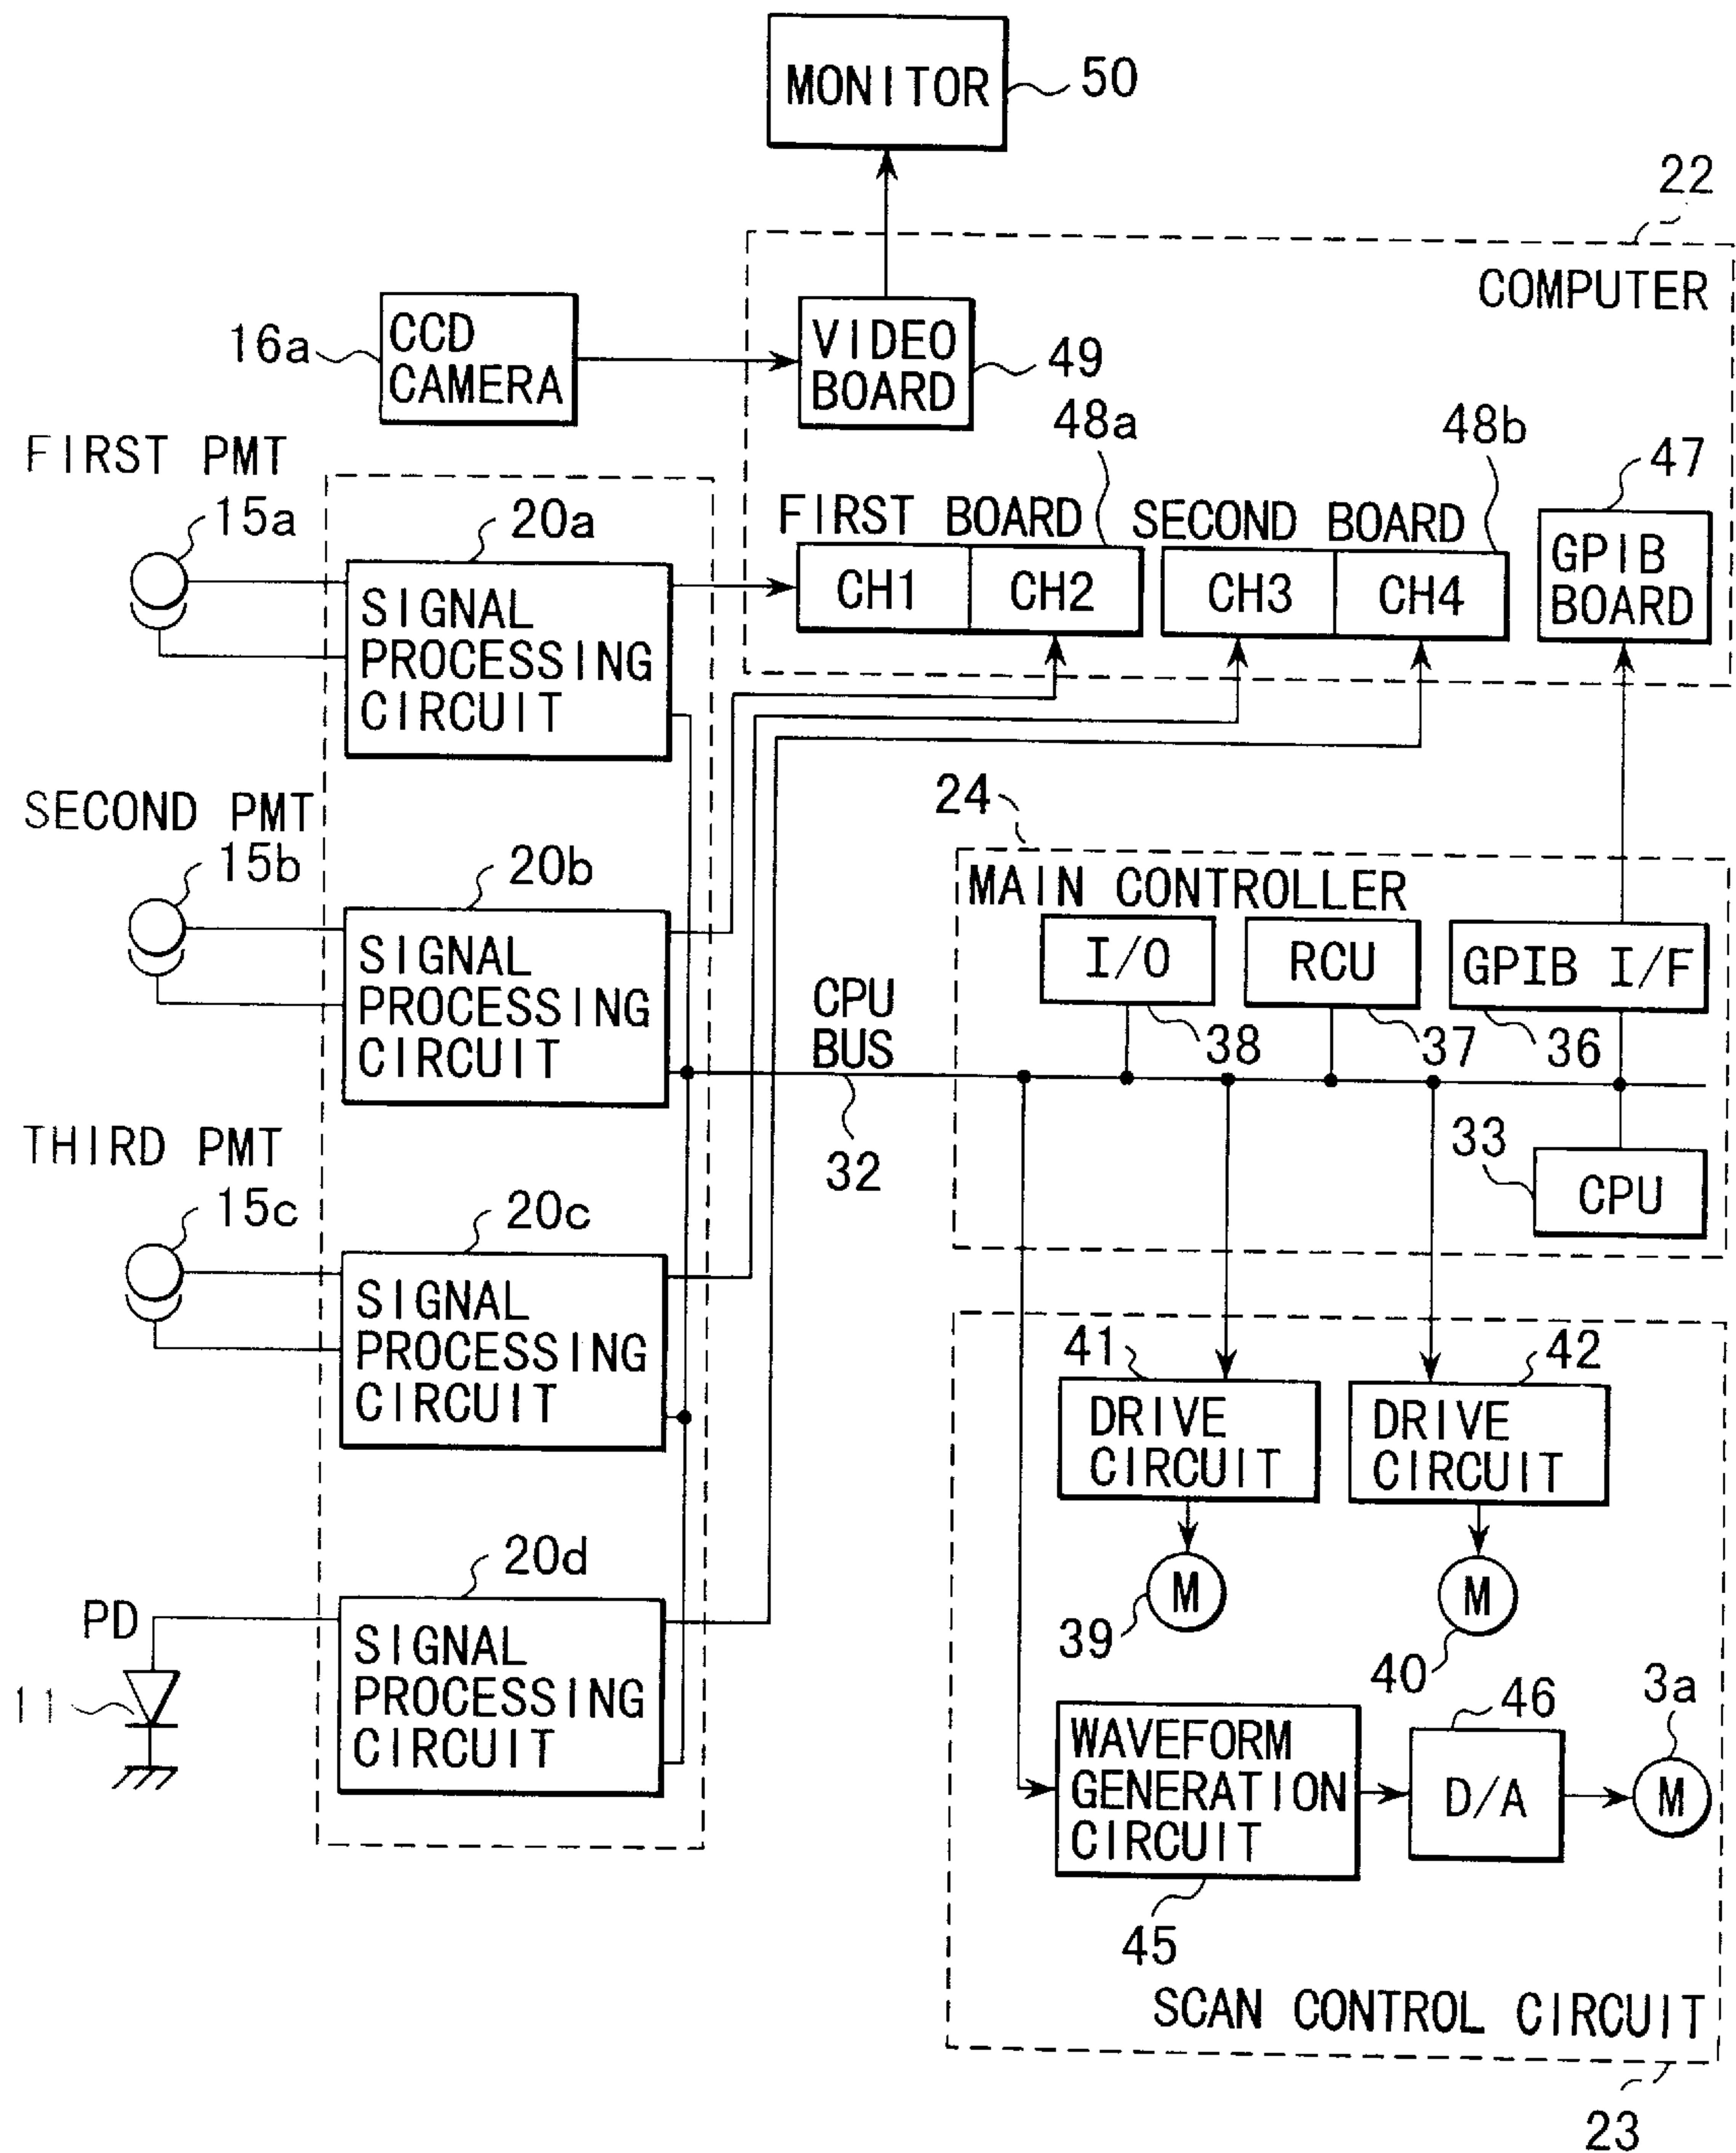 MONITOR
50
22
COMPUTER
CCD
CAMERA
16a
VIDEO
BOARD
49
48a
48b
47
FIRST PMT
15a
20a
FIRST BOARD
SECOND BOARD
GPIB
BOARD
CH1
CH2
CH3
CH4
SIGNAL
PROCESSING
CIRCUIT
24
SECOND PMT
15b
20b
MAIN CONTROLLER
SIGNAL
PROCESSING
CIRCUIT
I/O
RCU
GPIB I/F
CPU
BUS
38
37
36
32
33
CPU
THIRD PMT
15c
20c
SIGNAL
PROCESSING
CIRCUIT
41
42
DRIVE
CIRCUIT
DRIVE
CIRCUIT
M
39
M
40
20d
PD
11
SIGNAL
PROCESSING
CIRCUIT
46
3a
WAVEFORM
GENERATION
CIRCUIT
D/A
M
45
SCAN CONTROL CIRCUIT
23